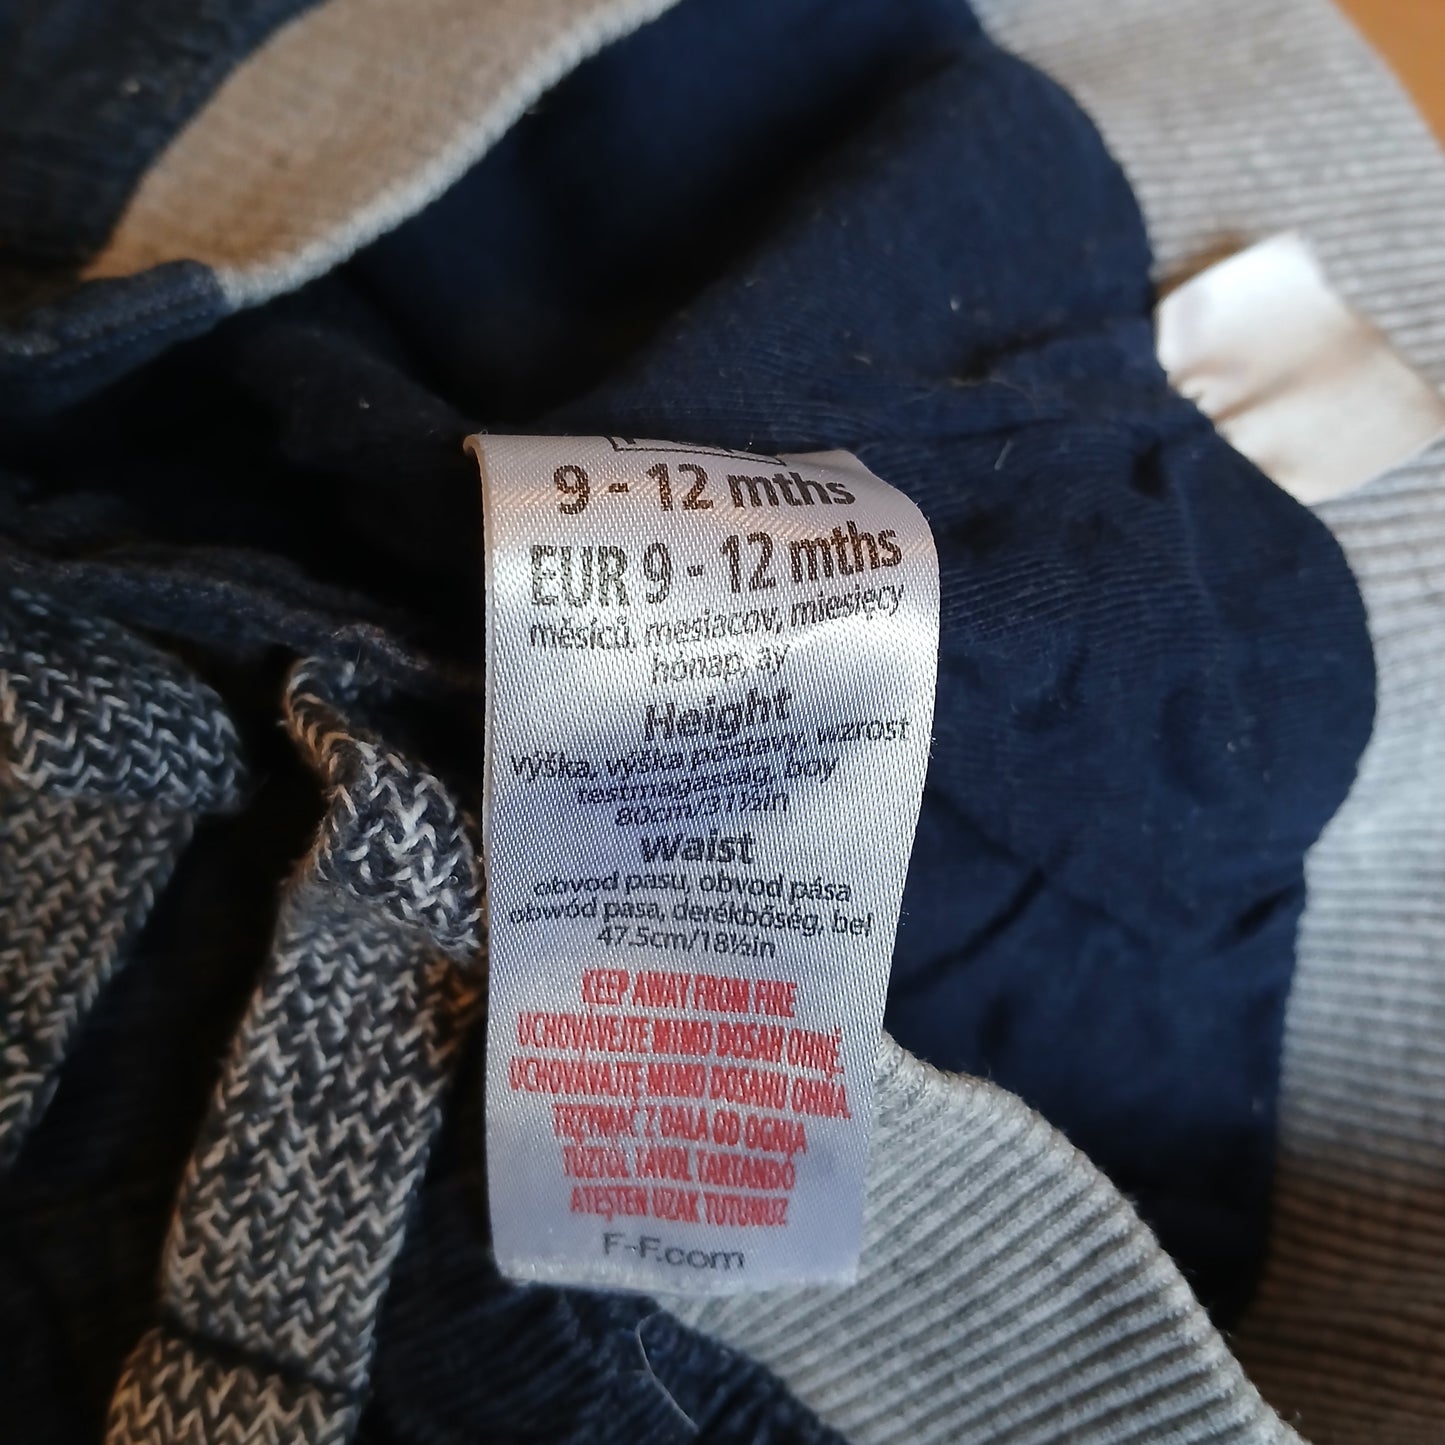 9 - 12 mths
EUR 9 - 12 mths
měsíců, mesiacov, miesięcy
hónap, ay
Height
výška, výška postavy, wzrost
testmagasság, boy
80cm/31½in
Waist
obvod pasu, obvod pása
obwód pasa, derékbőség, bel
47.5cm/18½in
KEEP AWAY FROM FIRE
UCHOVÁVEJTE MIMO DOSAH OHNĚ
UCHOVÁVAJTE MIMO DOSAHU OHŇA
TRZYMAĆ Z DALA OD OGNIA
TŰZTŐL TÁVOL TARTANDÓ
ATEŞTEN UZAK TUTUNUZ
F-F.com